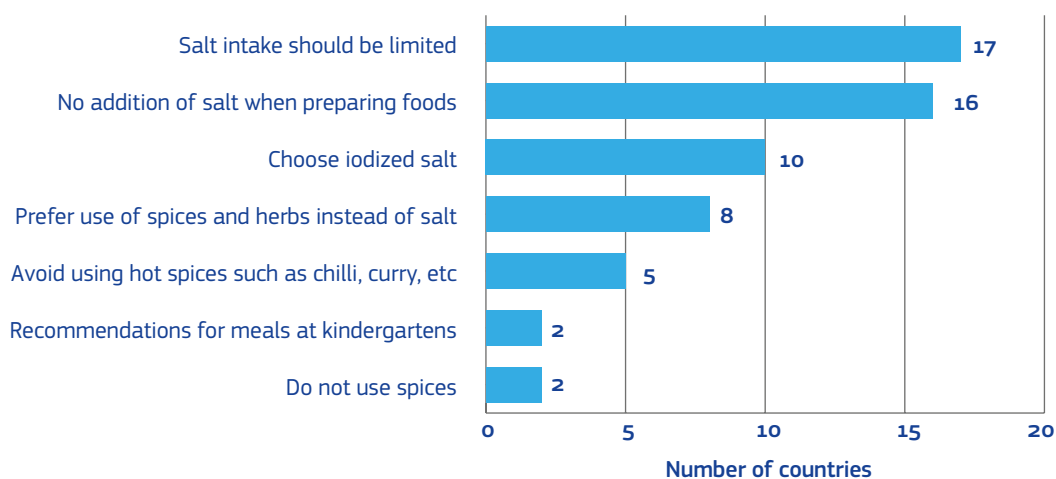 Salt intake should be limited 17
No addition of salt when preparing foods 16
Choose iodized salt 10
Prefer use of spices and herbs instead of salt 8
Avoid using hot spices such as chilli, curry, etc 5
Recommendations for meals at kindergartens 2
Do not use spices 2
0 5 10 15 20
Number of countries